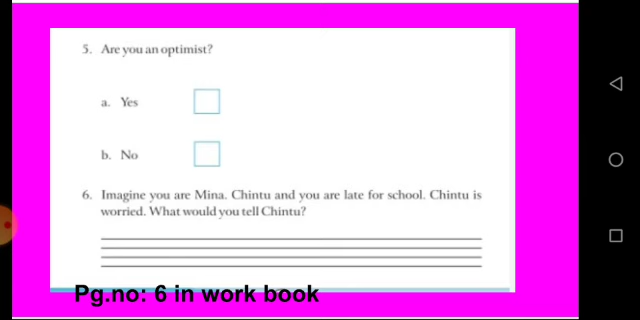 5. Are you an optimist?
a. Yes
b. No
6. Imagine you are Mina. Chintu and you are late for school. Chintu is
worried. What would you tell Chintu?
Pg.no: 6 in work book